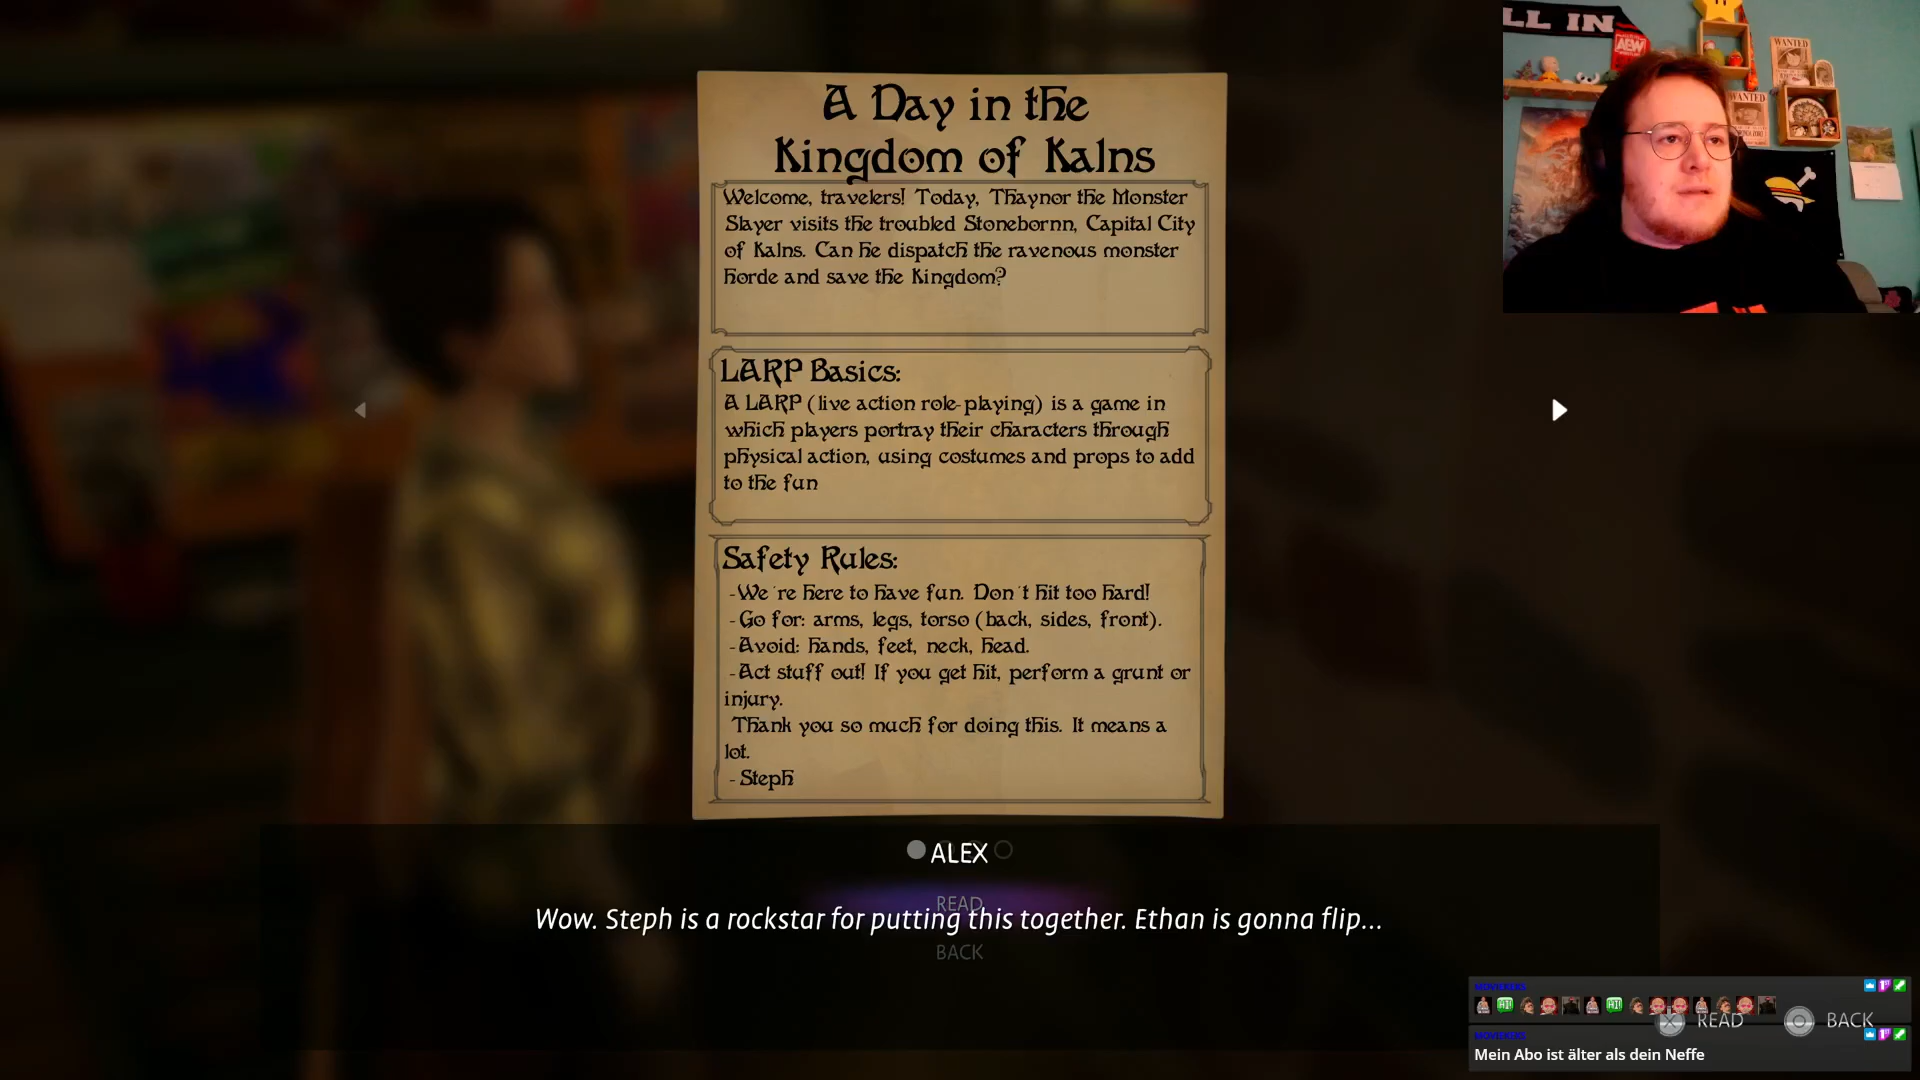 A Day in the
Kingdom of Kalns
Welcome, travelers! Today, Thaynor the Monster
Slayer visits the troubled Stonebornn, Capital City
of Kalns. Can he dispatch the ravenous monster
horde and save the Kingdom?
LARP Basics:
A LARP (live action role-playing) is a game in
which players portray their characters through
physical action, using costumes and props to add
to the fun
Safety Rules:
-We're here to have fun. Don't hit too hard!
-Go for: arms, legs, torso (back, sides, front).
-Avoid: hands, feet, neck, head.
-Act stuff out! If you get hit, perform a grunt or
injury.
Thank you so much for doing this. It means a
lot.
-Steph
ALEX
READ
Wow. Steph is a rockstar for putting this together. Ethan is gonna flip...
BACK
LL IN
AEW
WANTED
WANTED
MOVIEKERS
READ
BACK
MOVIEKERS
Mein Abo ist älter als dein Neffe